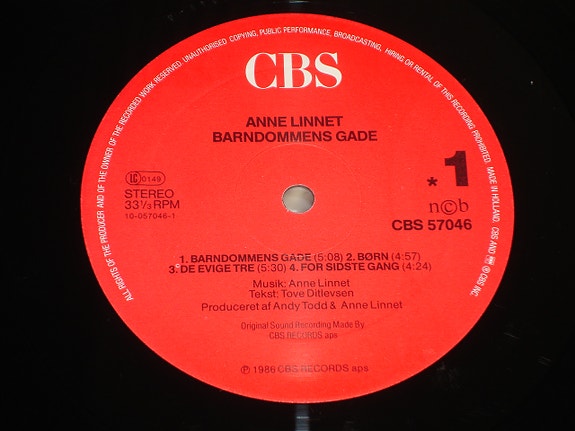 ALL RIGHTS OF THE PRODUCER AND OF THE OWNER OF THE RECORDED WORK RESERVED. UNAUTHORISED COPYING, PUBLIC PERFORMANCE, BROADCASTING, HIRING OR RENTAL OF THIS RECORDING PROHIBITED. MADE IN HOLLAND. CBS AND ℗ CBS INC.
CBS
ANNE LINNET
BARNDOMMENS GADE
LC 0149
STEREO
33⅓ RPM
10-057046-1
* 1
n©b
CBS 57046
1. BARNDOMMENS GADE (5:08) 2. BØRN (4:57)
3. DE EVIGE TRE (5:30) 4. FOR SIDSTE GANG (4:24)
Musik: Anne Linnet
Tekst: Tove Ditlevsen
Produceret af Andy Todd & Anne Linnet
Original Sound Recording Made By
CBS RECORDS aps
℗ 1986 CBS RECORDS aps